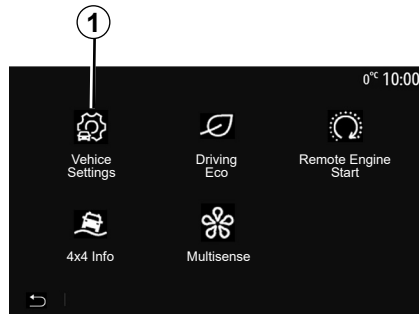 1
0°C 10:00
Vehice
Settings
Driving
Eco
Remote Engine
Start
4x4 Info
Multisense